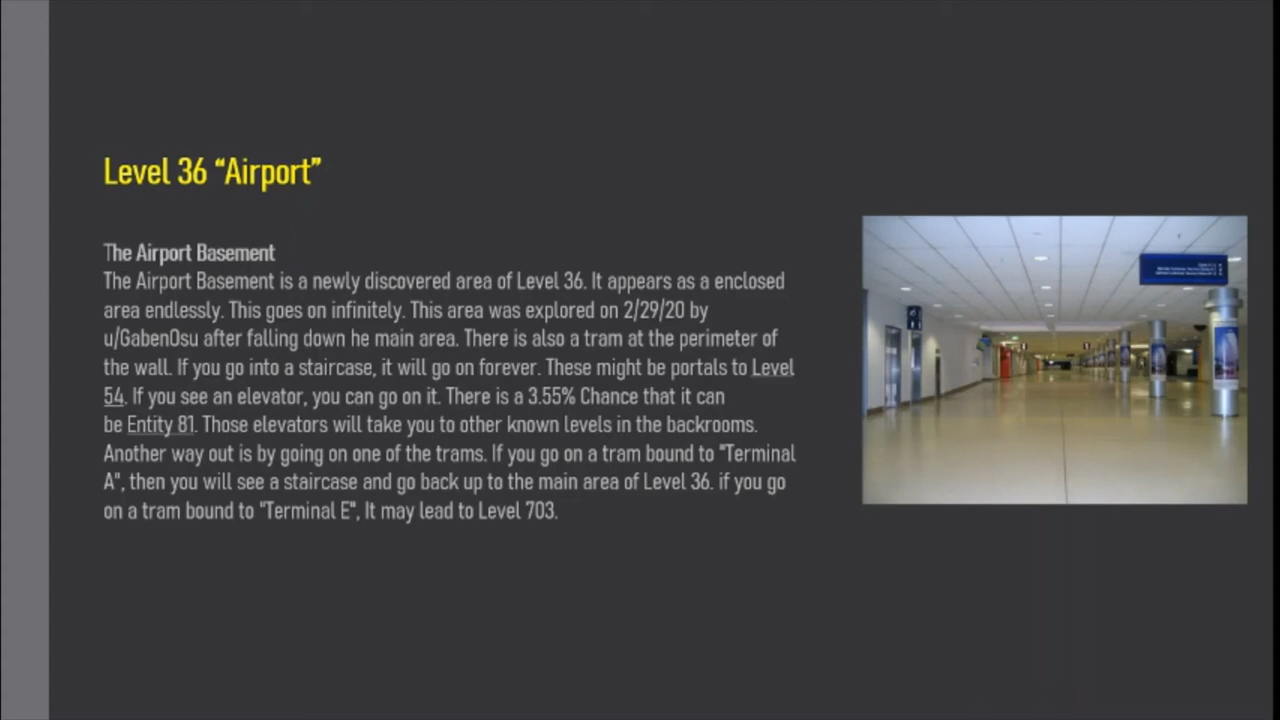 Level 36 “Airport”
The Airport Basement
The Airport Basement is a newly discovered area of Level 36. It appears as a enclosed
area endlessly. This goes on infinitely. This area was explored on 2/29/20 by
u/GabenOsu after falling down he main area. There is also a tram at the perimeter of
the wall. If you go into a staircase, it will go on forever. These might be portals to Level
54. If you see an elevator, you can go on it. There is a 3.55% Chance that it can
be Entity 81. Those elevators will take you to other known levels in the backrooms.
Another way out is by going on one of the trams. If you go on a tram bound to "Terminal
A", then you will see a staircase and go back up to the main area of Level 36. if you go
on a tram bound to "Terminal E", It may lead to Level 703.